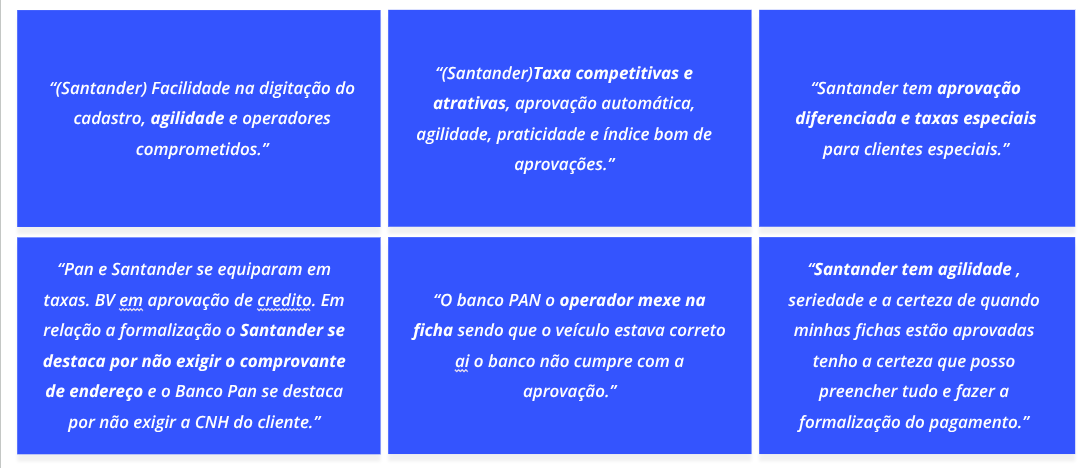 “(Santander) Facilidade na digitação do
cadastro, agilidade e operadores
comprometidos.”
“(Santander)Taxa competitivas e
atrativas, aprovação automática,
agilidade, praticidade e índice bom de
aprovações.”
“Santander tem aprovação
diferenciada e taxas especiais
para clientes especiais.”
“Pan e Santander se equiparam em
taxas. BV em aprovação de credito. Em
relação a formalização o Santander se
destaca por não exigir o comprovante
de endereço e o Banco Pan se destaca
por não exigir a CNH do cliente.”
“O banco PAN o operador mexe na
ficha sendo que o veículo estava correto
ai o banco não cumpre com a
aprovação.”
“Santander tem agilidade ,
seriedade e a certeza de quando
minhas fichas estão aprovadas
tenho a certeza que posso
preencher tudo e fazer a
formalização do pagamento.”